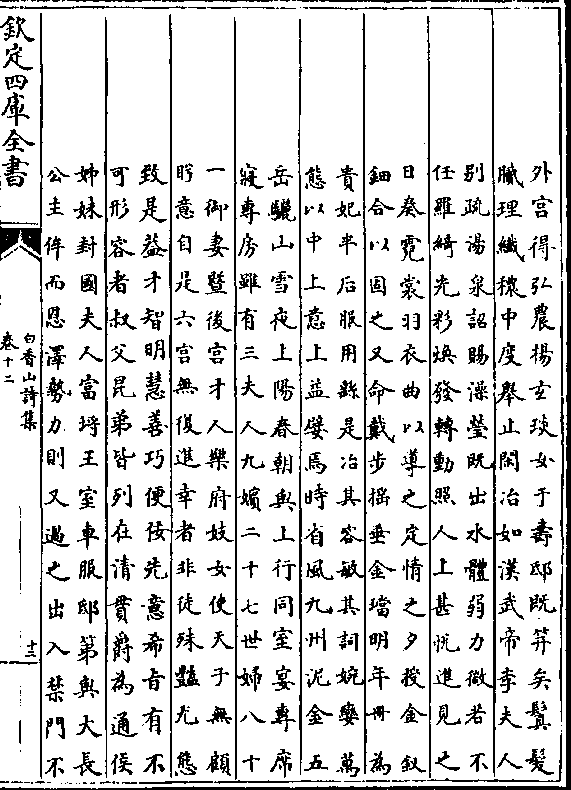 外宫得弘農楊玄琰女于壽邸既筓矣鬒髮
膩理纖穠中度舉止閑冶如漢武帝李夫人
别疏湯泉詔賜澡瑩既出水體弱力微若不
任羅綺光彩煥發轉動照人上甚恱進見之
日奏霓裳羽衣曲以導之定情之夕授金釵
鈿合以固之又命戴步揺垂金璫明年冊為
貴妃半后服用繇是冶其容敏其詞婉孌萬
態以中上意上益嬖焉時省風九州泥金五
岳驪山雪夜上陽春朝與上行同室宴專席
寢專房雖有三夫人九嬪二十七世婦八十
一御妻暨後宫才人樂府妓女使天子無顧
盻意自是六宫無復進幸者非徒殊豔尤態
致是葢才智明慧善巧便佞先意希旨有不
可形容者叔父昆弟皆列在清貫爵為通侯
姊妹封國夫人富埒王室車服邸第與大長
公主侔而恩澤勢力則又過之出入禁門不
欽定四庫全書
白香山詩集
卷十二
十三